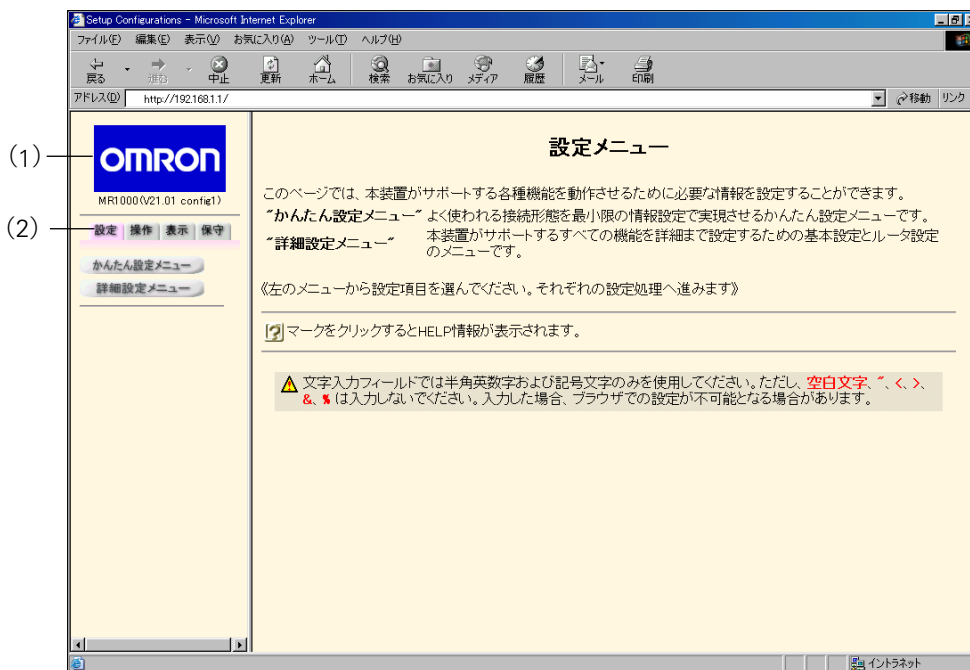 Setup Configurations - Microsoft Internet Explorer
ファイル(F) 編集(E) 表示(V) お気に入り(A) ツール(T) ヘルプ(H)
戻る 進む 中止 更新 ホーム 検索 お気に入り メディア 履歴 メール 印刷
アドレス(D) http://192.168.1.1/ 移動 リンク
(1)
OMRON
MR1000(V21.01 config1)
(2)
設定 操作 表示 保守
かんたん設定メニュー
詳細設定メニュー
設定メニュー
このページでは、本装置がサポートする各種機能を動作させるために必要な情報を設定することができます。
"かんたん設定メニュー" よく使われる接続形態を最小限の情報設定で実現させるかんたん設定メニューです。
"詳細設定メニュー" 本装置がサポートするすべての機能を詳細まで設定するための基本設定とルータ設定
のメニューです。
《左のメニューから設定項目を選んでください。それぞれの設定処理へ進みます》
? マークをクリックするとHELP情報が表示されます。
文字入力フィールドでは半角英数字および記号文字のみを使用してください。ただし、空白文字、"、<、>、
&、% は入力しないでください。入力した場合、ブラウザでの設定が不可能となる場合があります。
イントラネット